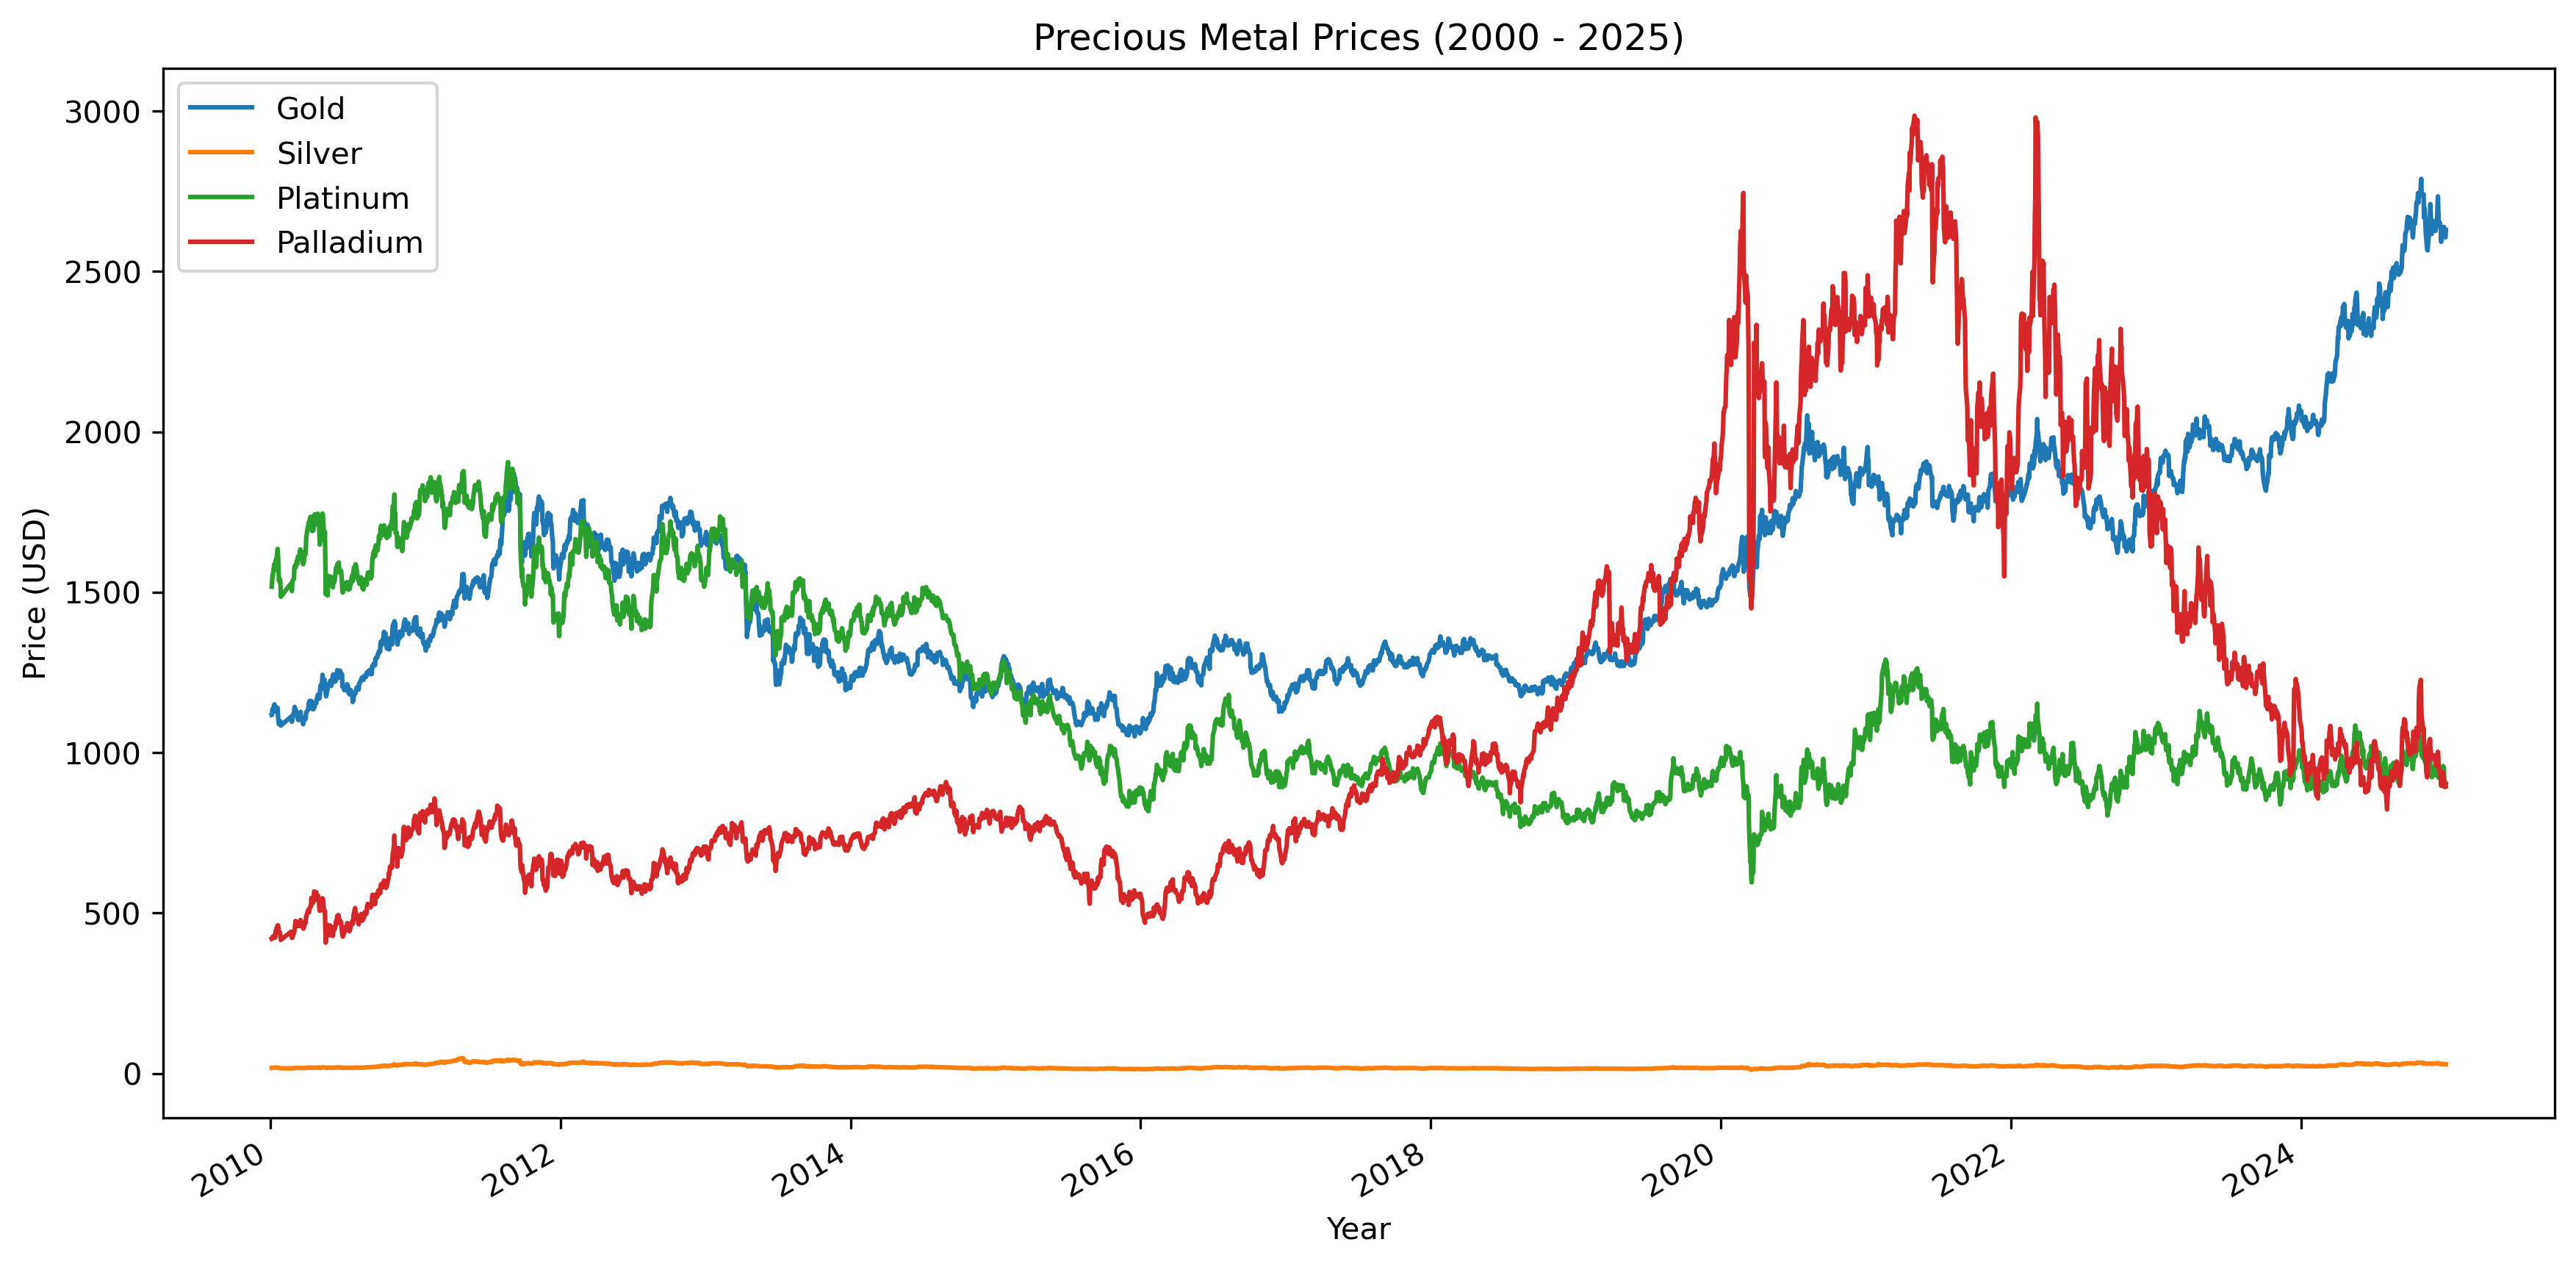 Precious Metal Prices (2000 - 2025)
Gold
Silver
Platinum
Palladium
3000
2500
2000
1500
1000
500
0
Price (USD)
2010
2012
2014
2016
2018
2020
2022
2024
Year